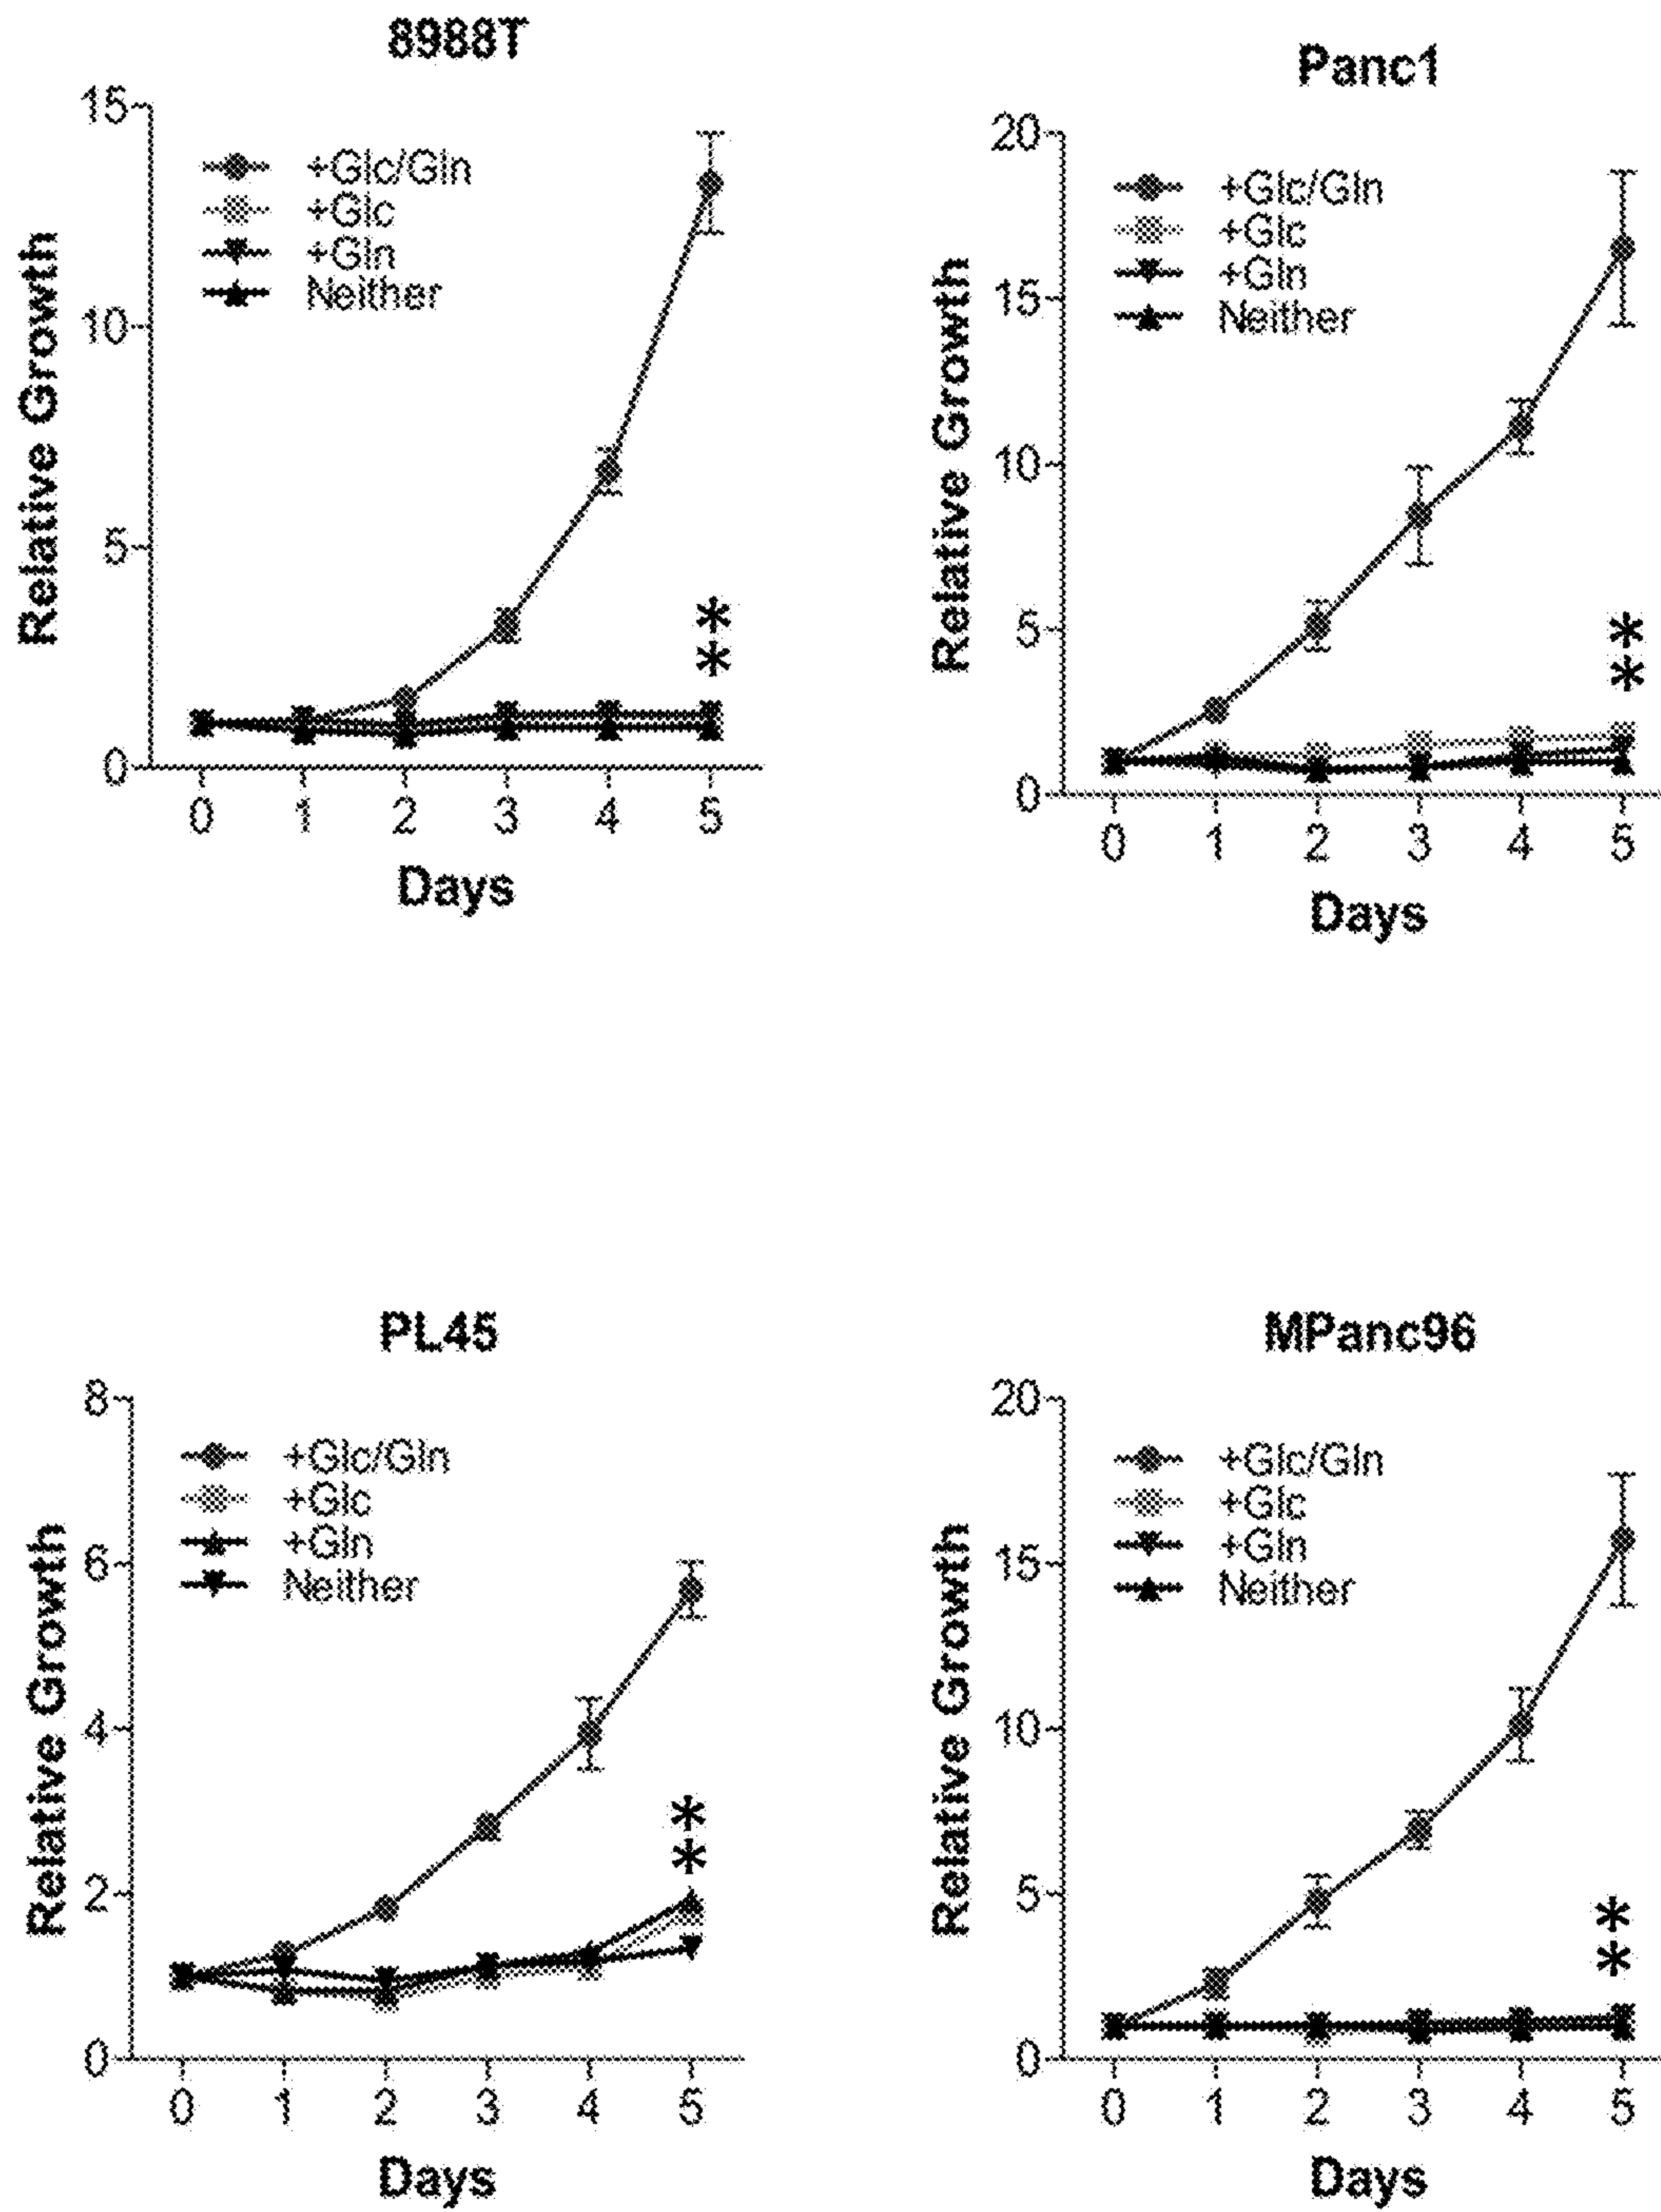 8988T
15
10
5
0
+Glc/Gln
+Glc
+Gln
Neither
*
*
0 1 2 3 4 5
Relative Growth
Days
Panc1
20
15
10
5
0
+Glc/Gln
+Glc
+Gln
Neither
*
*
0 1 2 3 4 5
Relative Growth
Days
PL45
8
6
4
2
0
+Glc/Gln
+Glc
+Gln
Neither
*
*
0 1 2 3 4 5
Relative Growth
Days
MPanc96
20
15
10
5
0
+Glc/Gln
+Glc
+Gln
Neither
*
*
0 1 2 3 4 5
Relative Growth
Days